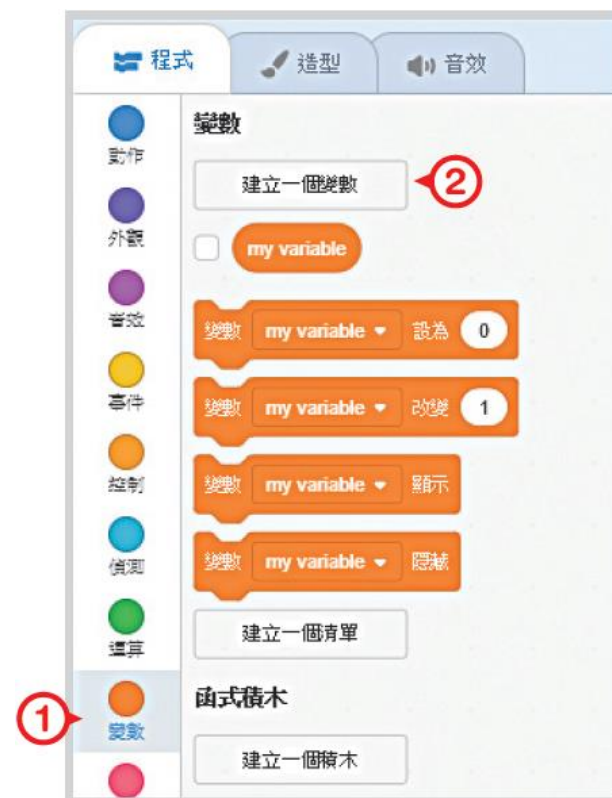 程式 造型 音效
動作
外觀
音效
事件
控制
偵測
運算
① 變數
變數
建立一個變數 ②
my variable
變數 my variable 設為 0
變數 my variable 改變 1
變數 my variable 顯示
變數 my variable 隱藏
建立一個清單
函式積木
建立一個積木